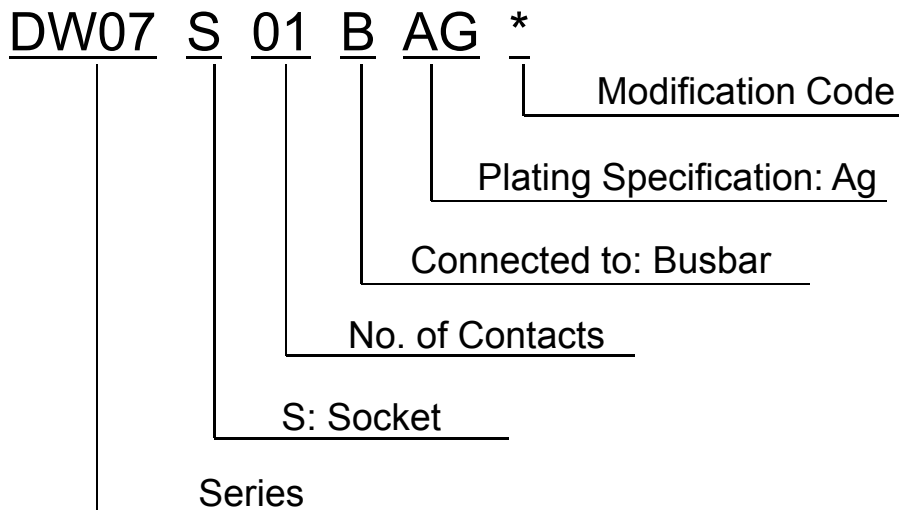 DW07 S 01 B AG *
Modification Code
Plating Specification: Ag
Connected to: Busbar
No. of Contacts
S: Socket
Series